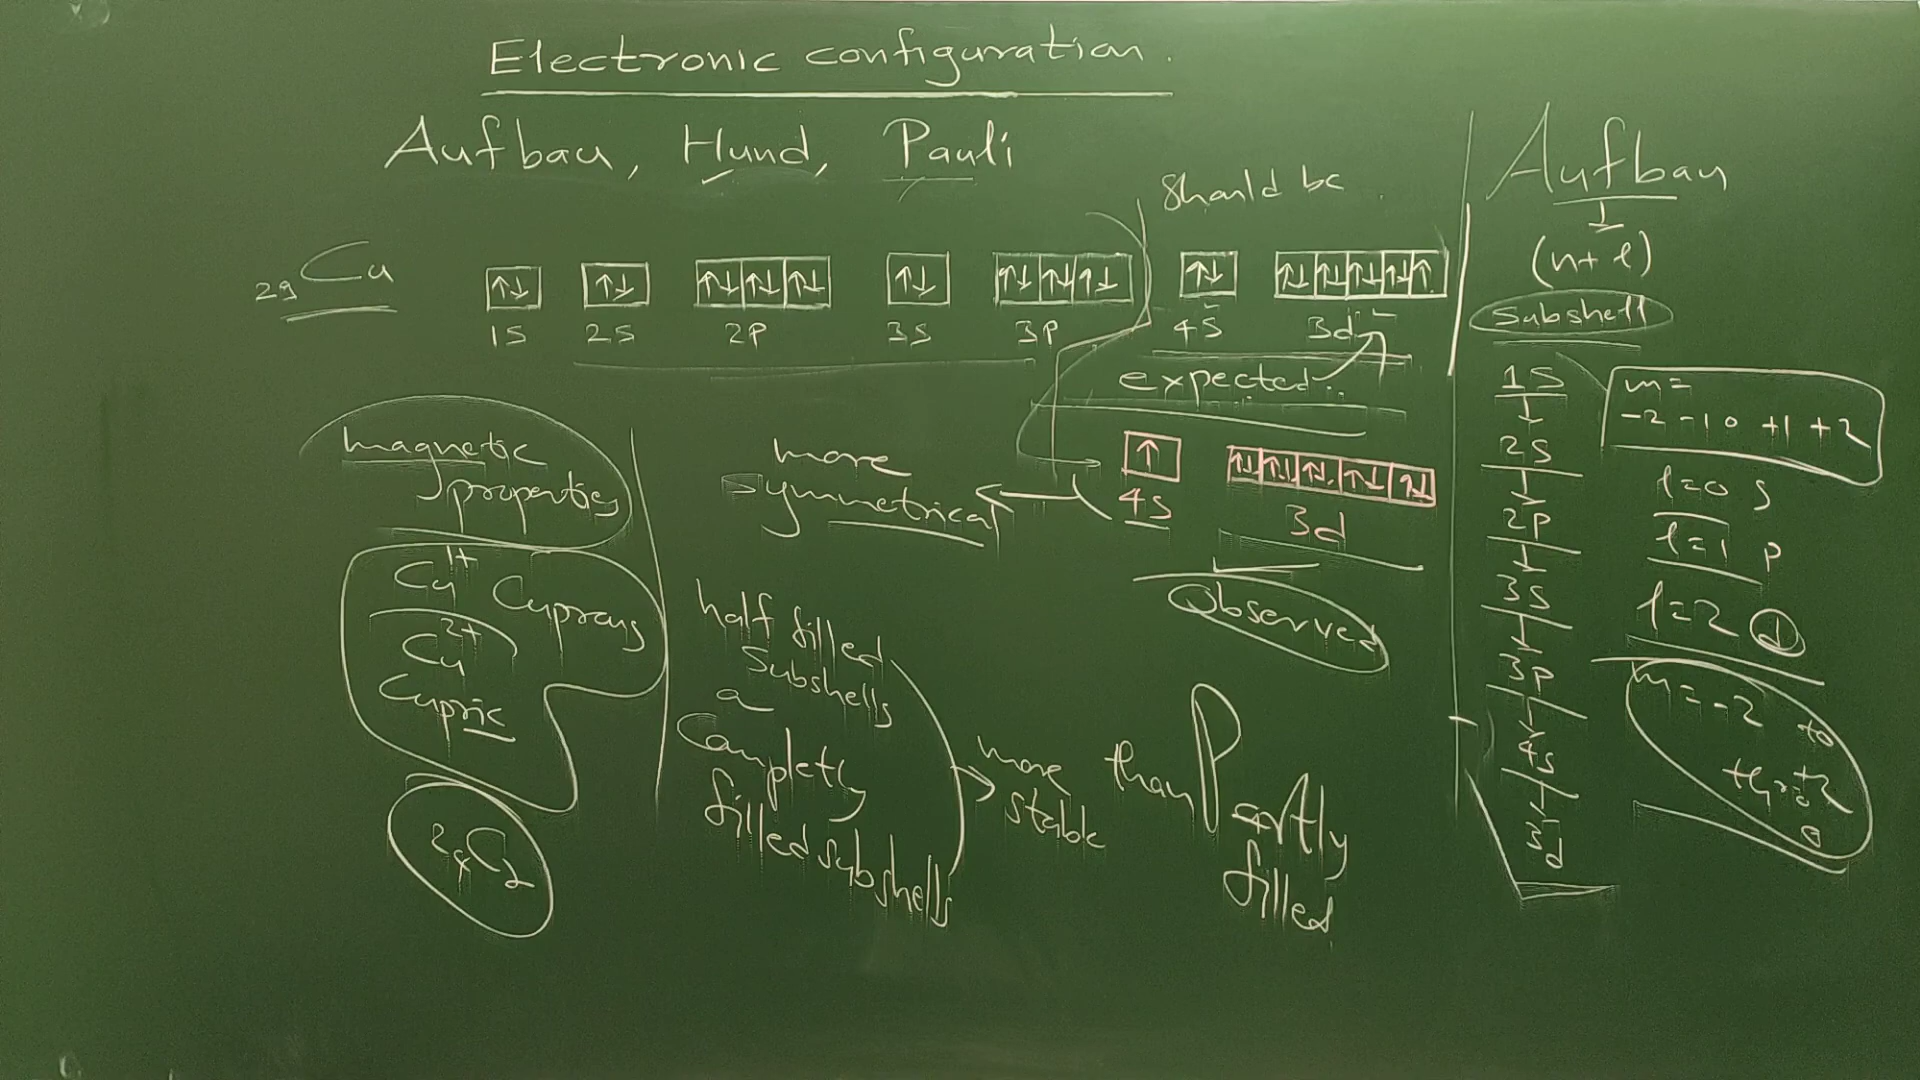 Electronic configuration.
Aufbau, Hund, Pauli
Should be
29Cu
↑↓ ↑↓ ↑↓ ↑↓ ↑↓ ↑↓ ↑↓ ↑↓ ↑↓ ↑↓ ↑↓ ↑↓ ↑↓ ↑↓ ↑
1S 2S 2P 3S 3P 4S 3d
expected
↑ ↑↓ ↑↓ ↑↓ ↑↓ ↑↓
4S 3d
Observed
more
Symmetrical
magnetic
properties
Cu1+ Cuprous
Cu2+
Cupric
24Cr
half filled
Subshells
Completely
filled subshells
more
stable
than Partly
filled
Aufbau
↓
(n+l)
Subshell
1S
2S
2P
3S
3P
4S
3d
m=
-2 -1 0 +1 +2
l=0 S
l=1 P
l=2 d
m=-2 to